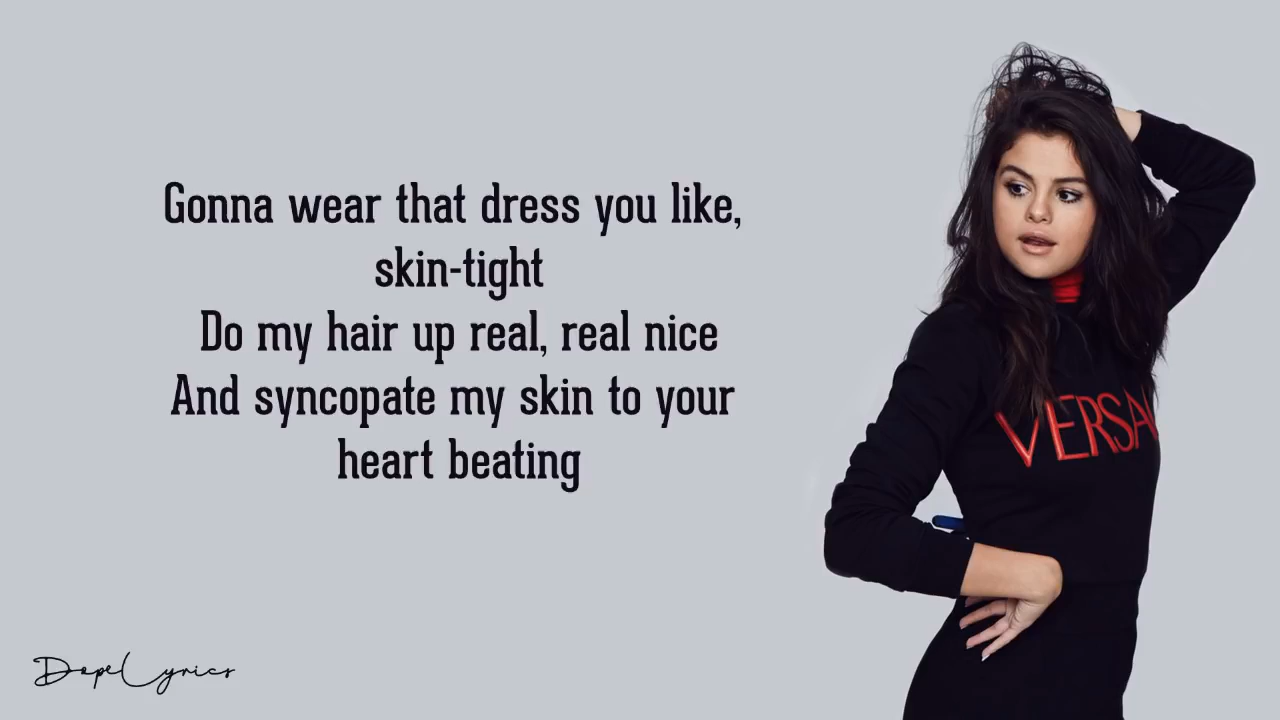 Gonna wear that dress you like,
skin-tight
Do my hair up real, real nice
And syncopate my skin to your
heart beating
VERSA
DopeLyrics